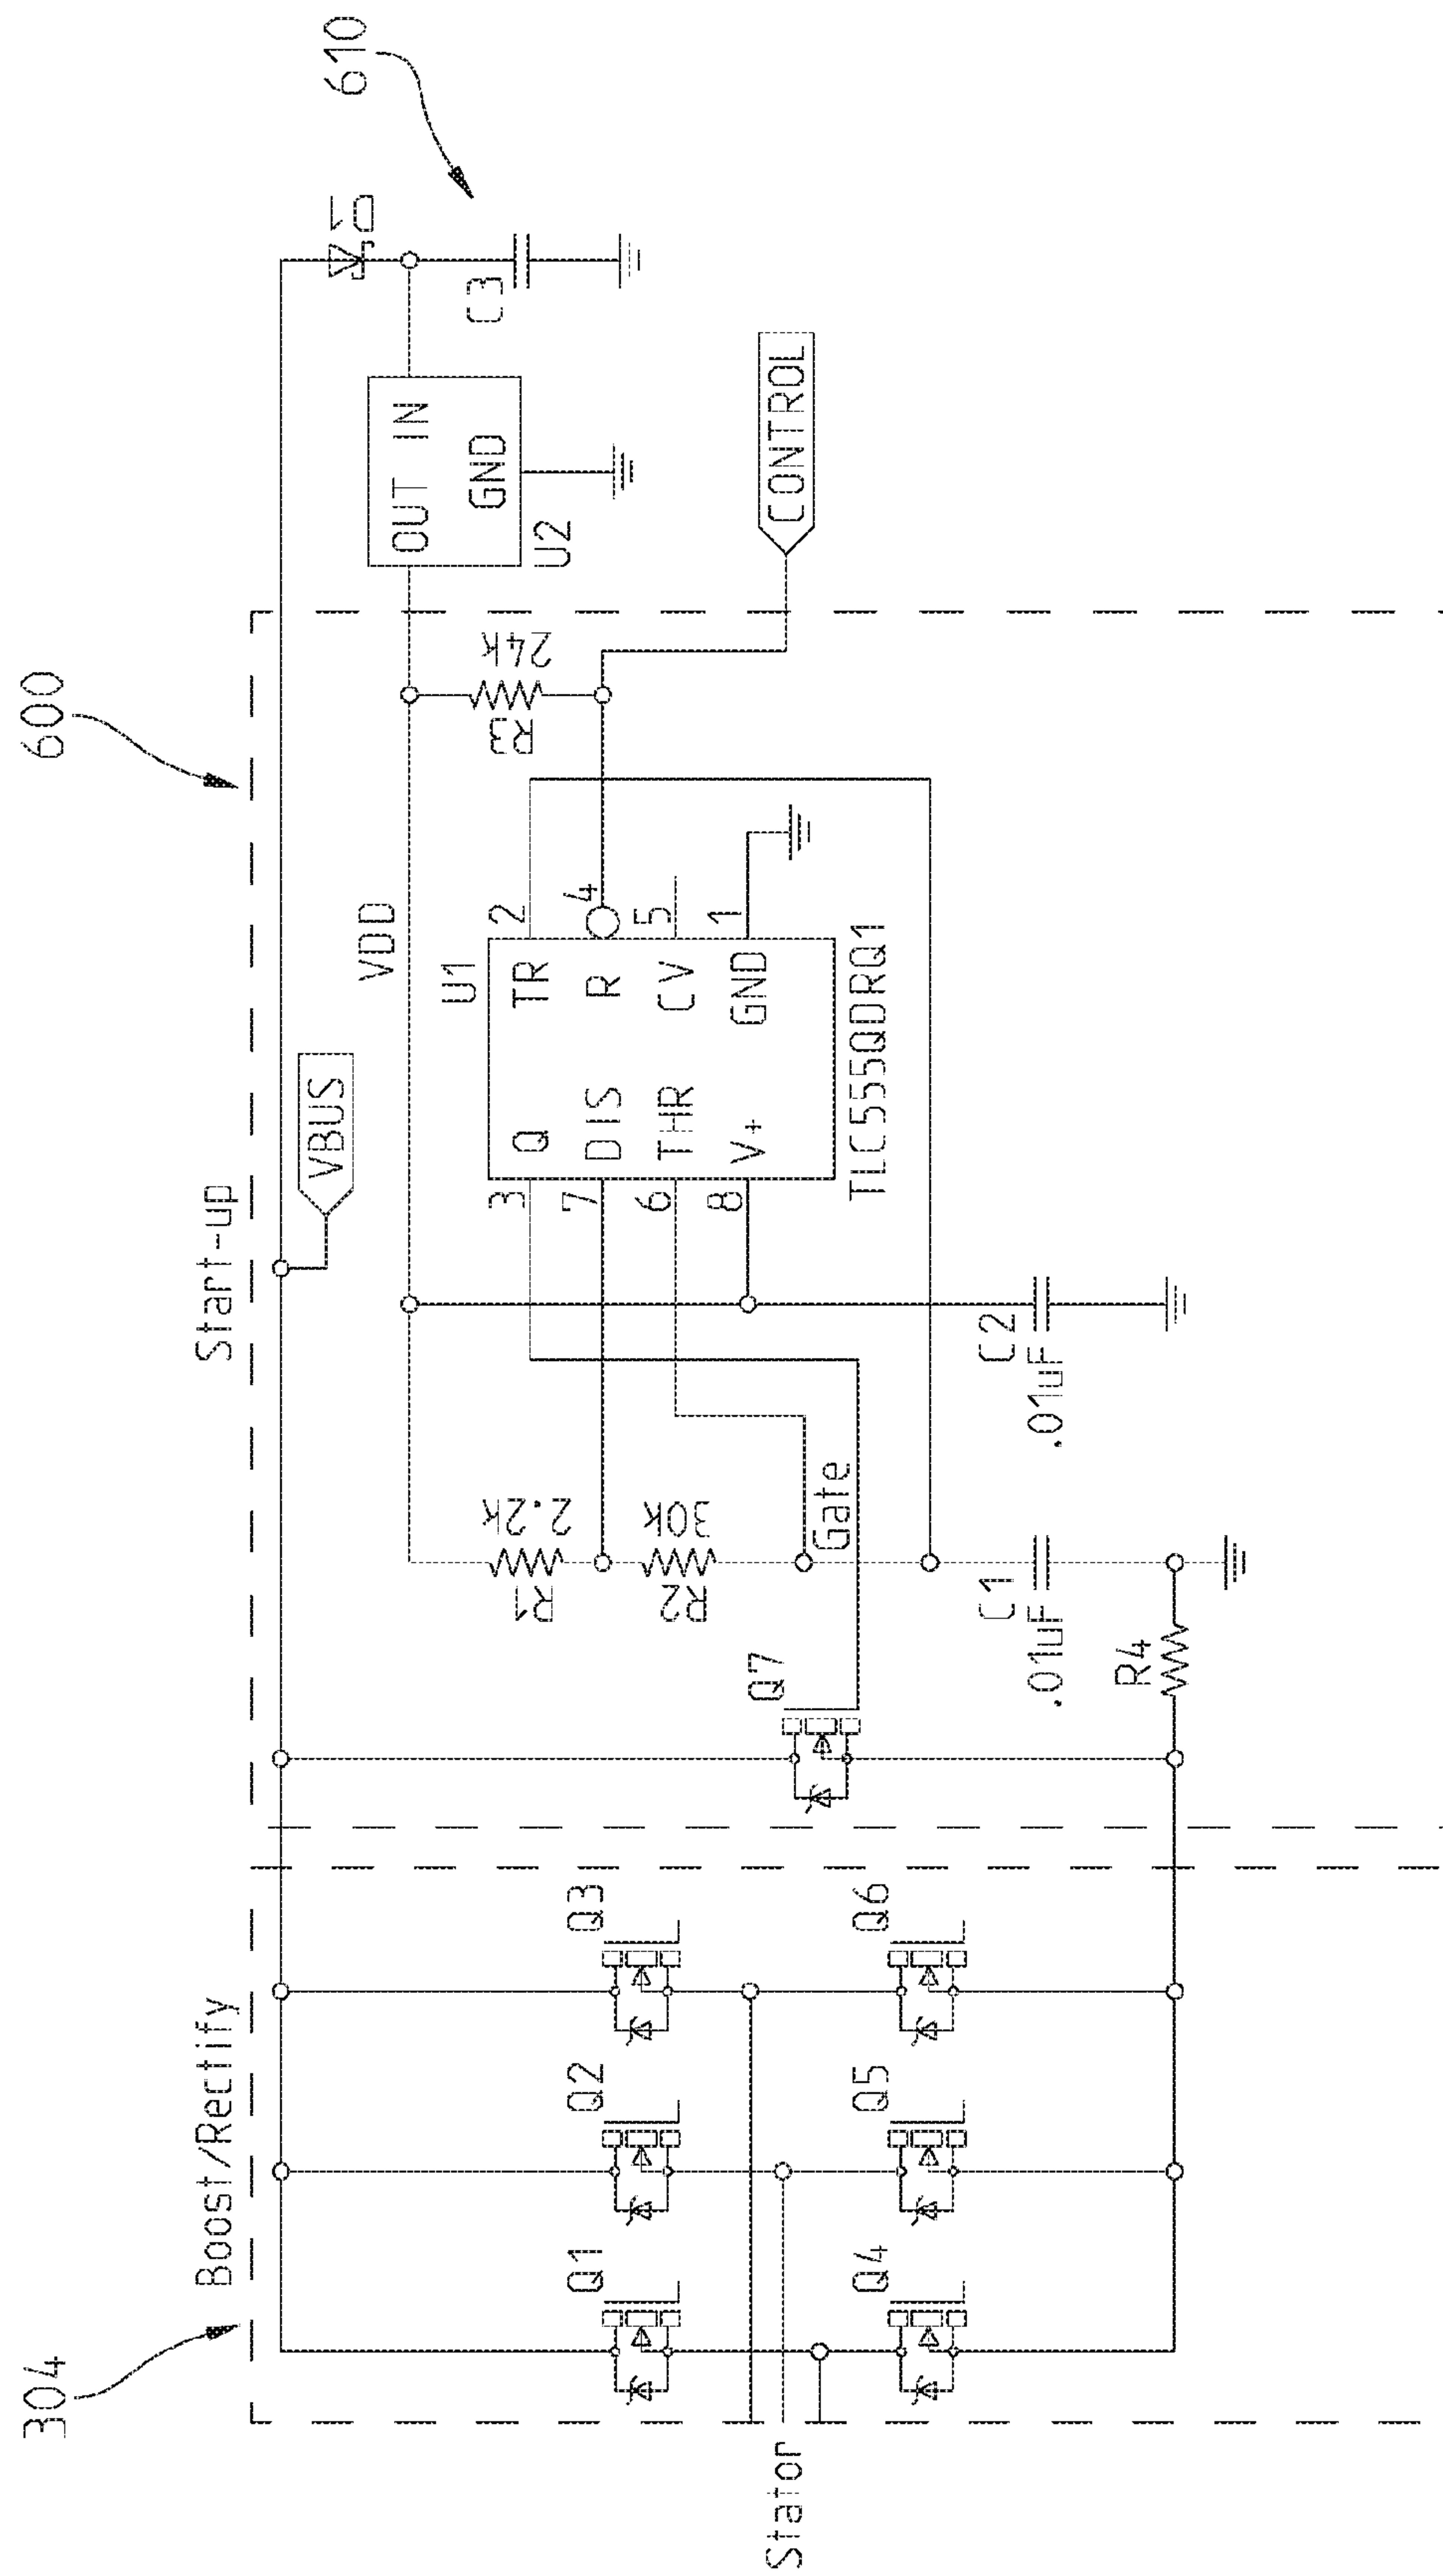 304
Boost/Rectify
Stator
Q1
Q2
Q3
Q4
Q5
Q6
600
Start-up
VBUS
VDD
Q7
Gate
R1
2.2k
R2
30k
C1
.01uF
R4
C2
.01uF
U1
3
Q
TR
2
7
DIS
R
4
6
THR
CV
5
8
V+
GND
1
TLC555QDRQ1
R3
24k
CONTROL
OUT IN
GND
U2
D1
C3
610